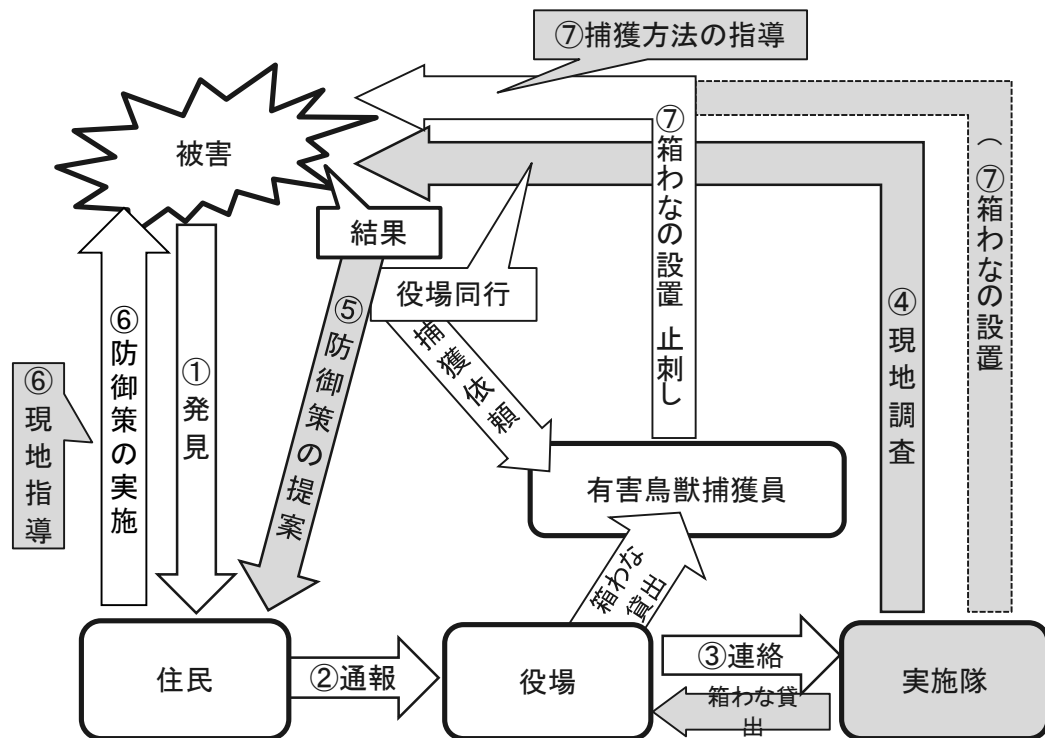 ⑦捕獲方法の指導
被害
結果
役場同行
⑦箱わなの設置・止刺し
（⑦箱わなの設置）
④現地調査
⑤防御策の提案
捕獲依頼
①発見
⑥防御策の実施
⑥現地指導
有害鳥獣捕獲員
箱わな
貸出
住民
②通報
役場
③連絡
箱わな貸
出
実施隊